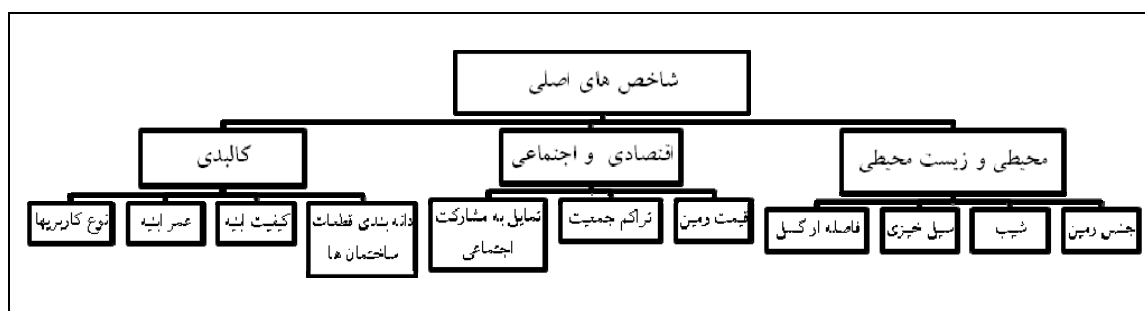 شاخص های اصلی
محیطی و زیست محیطی
اقتصادی و اجتماعی
کالبدی
جنس زمین
شیب
سیل خیزی
فاصله از گسل
قیمت زمین
تراکم جمعیت
تمایل به مشارکت
اجتماعی
دانه بندی قطعات
ساختمان ها
کیفیت ابنیه
عمر ابنیه
نوع کاربریها